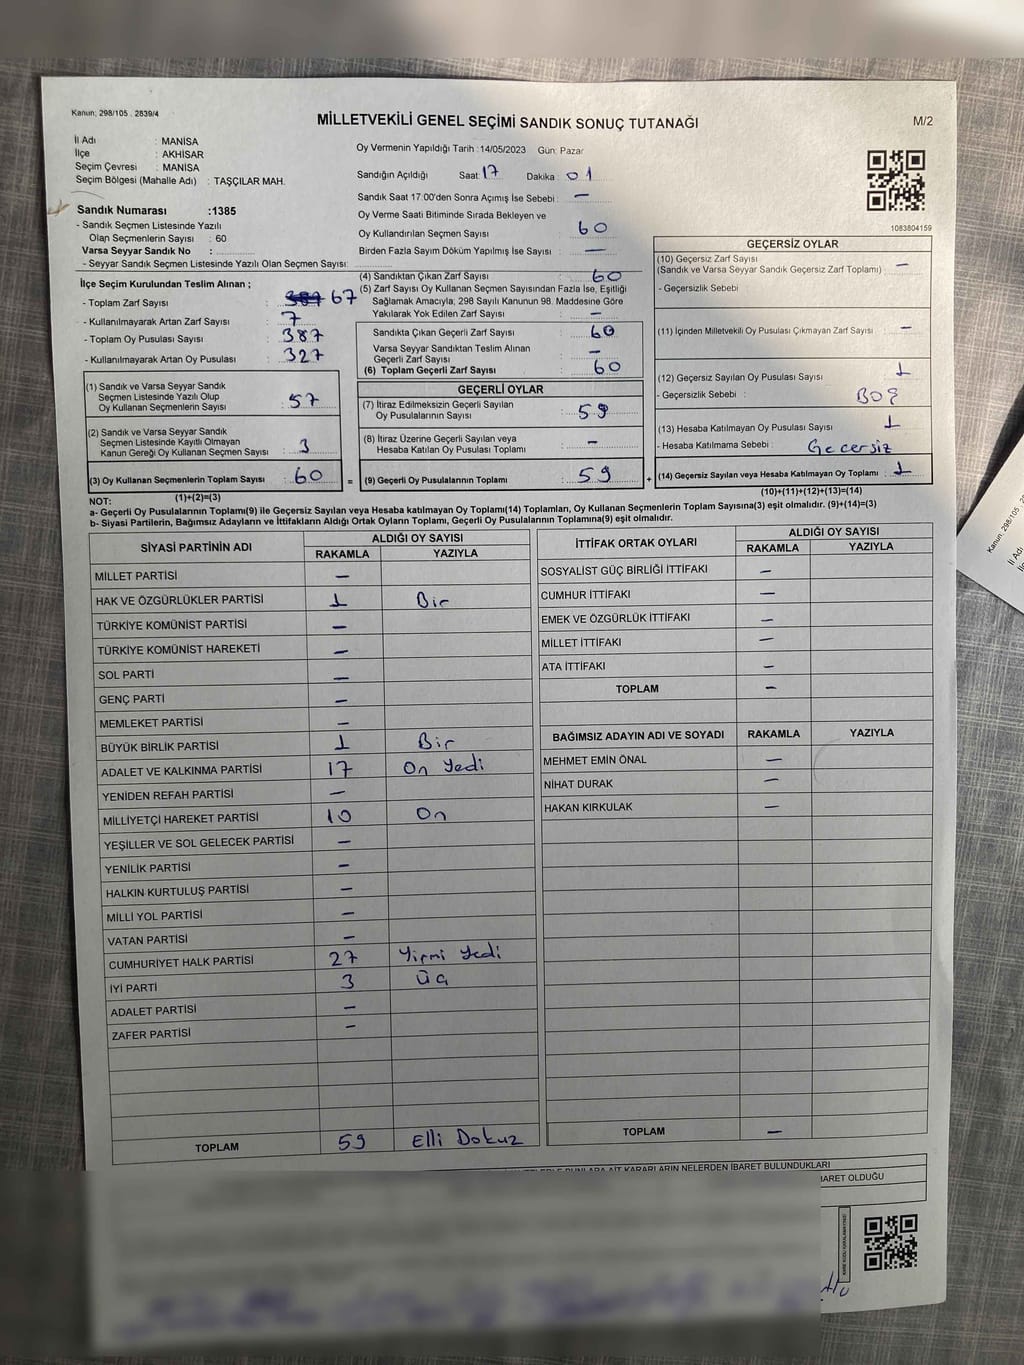 Kanun; 298/105 . 2839/4
MİLLETVEKİLİ GENEL SEÇİMİ SANDIK SONUÇ TUTANAĞI
M/2
İl Adı : MANİSA
İlçe : AKHİSAR
Seçim Çevresi : MANİSA
Seçim Bölgesi (Mahalle Adı) : TAŞÇILAR MAH.
Sandık Numarası :1385
- Sandık Seçmen Listesinde Yazılı
Olan Seçmenlerin Sayısı : 60
Varsa Seyyar Sandık No :
- Seyyar Sandık Seçmen Listesinde Yazılı Olan Seçmen Sayısı:
Oy Vermenin Yapıldığı Tarih :14/05/2023 Gün: Pazar
Sandığın Açıldığı Saat: 17 Dakika : 01
Sandık Saat 17:00'den Sonra Açımış İse Sebebi : —
Oy Verme Saati Bitiminde Sırada Bekleyen ve
Oy Kullandırılan Seçmen Sayısı : 60
Birden Fazla Sayım Döküm Yapılmış İse Sayısı : —
1083804159
İlçe Seçim Kurulundan Teslim Alınan ;
- Toplam Zarf Sayısı : 387 67
- Kullanılmayarak Artan Zarf Sayısı : 7
- Toplam Oy Pusulası Sayısı : 387
- Kullanılmayarak Artan Oy Pusulası : 327
(1) Sandık ve Varsa Seyyar Sandık
Seçmen Listesinde Yazılı Olup
Oy Kullanan Seçmenlerin Sayısı : 57
(2) Sandık ve Varsa Seyyar Sandık
Seçmen Listesinde Kayıtlı Olmayan
Kanun Gereği Oy Kullanan Seçmen Sayısı : 3
(3) Oy Kullanan Seçmenlerin Toplam Sayısı : 60 =
(4) Sandıktan Çıkan Zarf Sayısı : 60
(5) Zarf Sayısı Oy Kullanan Seçmen Sayısından Fazla İse, Eşitliği
Sağlamak Amacıyla; 298 Sayılı Kanunun 98. Maddesine Göre
Yakılarak Yok Edilen Zarf Sayısı : —
Sandıkta Çıkan Geçerli Zarf Sayısı : 60
Varsa Seyyar Sandıktan Teslim Alınan
Geçerli Zarf Sayısı : —
(6) Toplam Geçerli Zarf Sayısı : 60
GEÇERLİ OYLAR
(7) İtiraz Edilmeksizin Geçerli Sayılan
Oy Pusulalarının Sayısı : 59
(8) İtiraz Üzerine Geçerli Sayılan veya
Hesaba Katılan Oy Pusulası Toplamı : —
(9) Geçerli Oy Pusulalarının Toplamı : 59 +
GEÇERSİZ OYLAR
(10) Geçersiz Zarf Sayısı
(Sandık ve Varsa Seyyar Sandık Geçersiz Zarf Toplamı) : —
- Geçersizlik Sebebi
(11) İçinden Milletvekili Oy Pusulası Çıkmayan Zarf Sayısı : —
(12) Geçersiz Sayılan Oy Pusulası Sayısı : 1
- Geçersizlik Sebebi : Boş
(13) Hesaba Katılmayan Oy Pusulası Sayısı : 1
- Hesaba Katılmama Sebebi : Gecersiz
(14) Geçersiz Sayılan veya Hesaba Katılmayan Oy Toplamı : 1
NOT: (1)+(2)=(3)
(10)+(11)+(12)+(13)=(14)
a- Geçerli Oy Pusulalarının Toplamı(9) ile Geçersiz Sayılan veya Hesaba katılmayan Oy Toplamı(14) Toplamları, Oy Kullanan Seçmenlerin Toplam Sayısına(3) eşit olmalıdır. (9)+(14)=(3)
b- Siyasi Partilerin, Bağımsız Adayların ve İttifakların Aldığı Ortak Oyların Toplamı, Geçerli Oy Pusulalarının Toplamına(9) eşit olmalıdır.
SİYASİ PARTİNİN ADI ALDIĞI OY SAYISI
RAKAMLA YAZIYLA
MİLLET PARTİSİ —
HAK VE ÖZGÜRLÜKLER PARTİSİ 1 Bir
TÜRKİYE KOMÜNİST PARTİSİ —
TÜRKİYE KOMÜNİST HAREKETİ —
SOL PARTİ —
GENÇ PARTİ —
MEMLEKET PARTİSİ —
BÜYÜK BİRLİK PARTİSİ 1 Bir
ADALET VE KALKINMA PARTİSİ 17 On Yedi
YENİDEN REFAH PARTİSİ —
MİLLİYETÇİ HAREKET PARTİSİ 10 On
YEŞİLLER VE SOL GELECEK PARTİSİ —
YENİLİK PARTİSİ —
HALKIN KURTULUŞ PARTİSİ —
MİLLİ YOL PARTİSİ —
VATAN PARTİSİ —
CUMHURİYET HALK PARTİSİ 27 Yirmi Yedi
İYİ PARTİ 3 Üç
ADALET PARTİSİ —
ZAFER PARTİSİ —
TOPLAM 59 Elli Dokuz
İTTİFAK ORTAK OYLARI ALDIĞI OY SAYISI
RAKAMLA YAZIYLA
SOSYALİST GÜÇ BİRLİĞİ İTTİFAKI —
CUMHUR İTTİFAKI —
EMEK VE ÖZGÜRLÜK İTTİFAKI —
MİLLET İTTİFAKI —
ATA İTTİFAKI —
TOPLAM —
BAĞIMSIZ ADAYIN ADI VE SOYADI RAKAMLA YAZIYLA
MEHMET EMİN ÖNAL —
NİHAT DURAK —
HAKAN KIRKULAK —
TOPLAM —
KARARLARIN NELERDEN İBARET BULUNDUKLARI
İBARET OLDUĞU
Kanun; 298/105
İl Adı